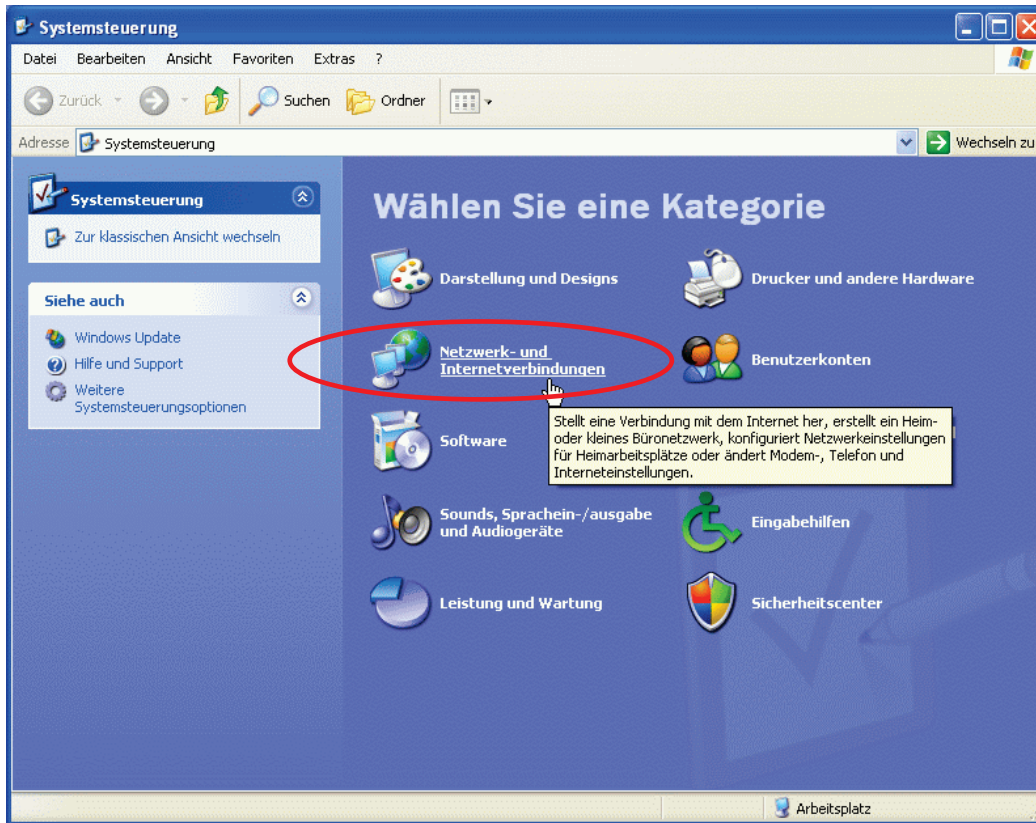 Systemsteuerung
Datei Bearbeiten Ansicht Favoriten Extras ?
Zurück Suchen Ordner
Adresse Systemsteuerung Wechseln zu
Systemsteuerung
Zur klassischen Ansicht wechseln
Siehe auch
Windows Update
Hilfe und Support
Weitere
Systemsteuerungsoptionen
Wählen Sie eine Kategorie
Darstellung und Designs
Drucker und andere Hardware
Netzwerk- und
Internetverbindungen
Benutzerkonten
Software
Stellt eine Verbindung mit dem Internet her, erstellt ein Heim-
oder kleines Büronetzwerk, konfiguriert Netzwerkeinstellungen
für Heimarbeitsplätze oder ändert Modem-, Telefon und
Interneteinstellungen.
Sounds, Sprachein-/ausgabe
und Audiogeräte
Eingabehilfen
Leistung und Wartung
Sicherheitscenter
Arbeitsplatz